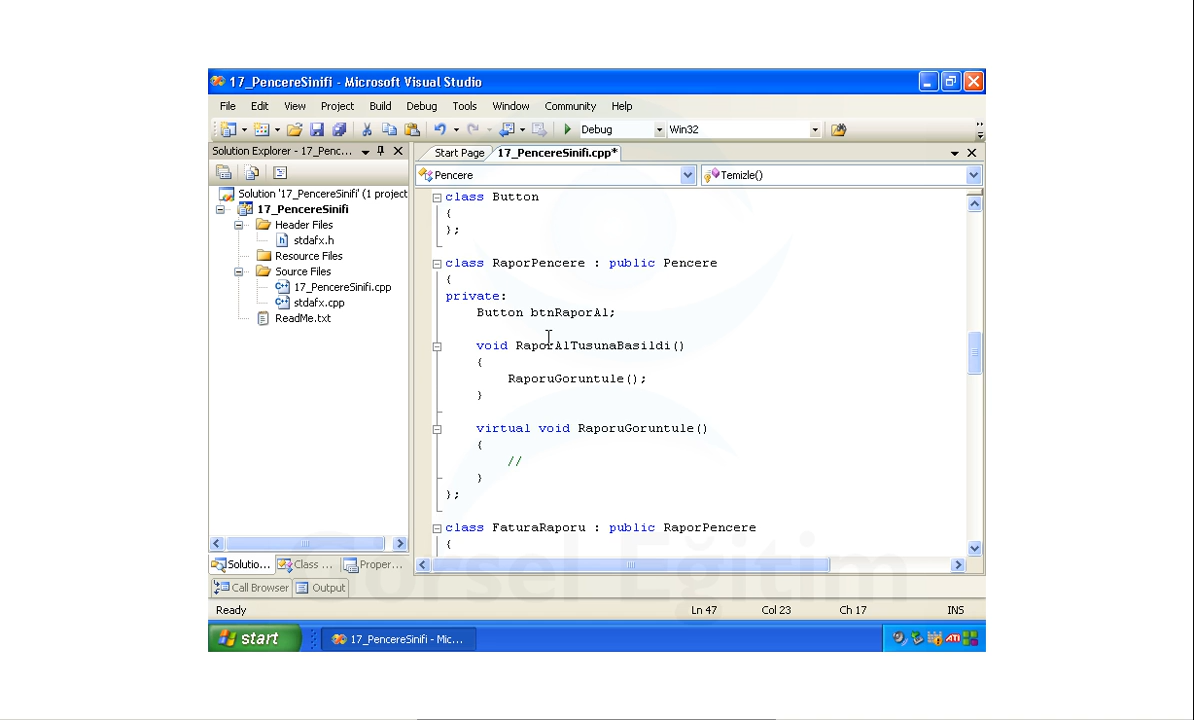 17_PencereSinifi - Microsoft Visual Studio
File Edit View Project Build Debug Tools Window Community Help
Debug Win32
Solution Explorer - 17_Penc...
Start Page 17_PencereSinifi.cpp*
Pencere Temizle()
Solution '17_PencereSinifi' (1 project
17_PencereSinifi
Header Files
stdafx.h
Resource Files
Source Files
17_PencereSinifi.cpp
stdafx.cpp
ReadMe.txt
class Button
{
};
class RaporPencere : public Pencere
{
private:
Button btnRaporAl;
void RaporAlTusunaBasildi()
{
RaporuGoruntule();
}
virtual void RaporuGoruntule()
{
//
}
};
class FaturaRaporu : public RaporPencere
{
Solutio... Class ... Proper...
Call Browser Output
Ready Ln 47 Col 23 Ch 17 INS
start 17_PencereSinifi - Mic... ATI
Görsel Eğitim